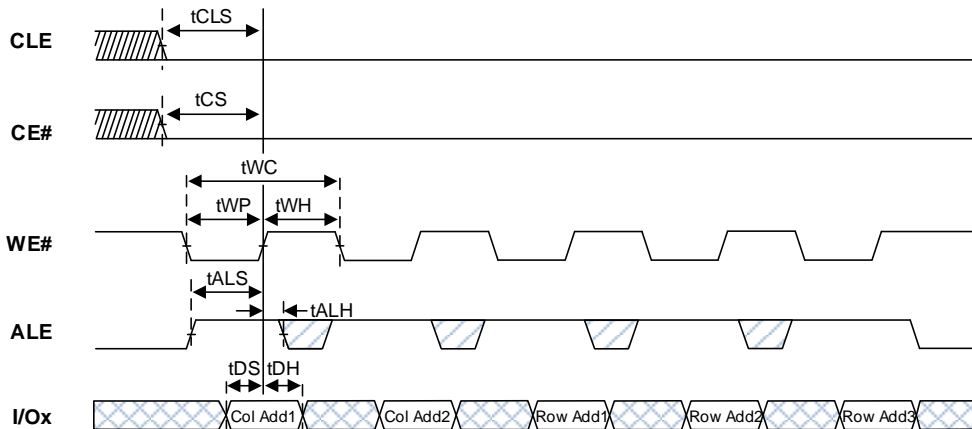 tCLS
CLE
tCS
CE#
tWC
tWP tWH
WE#
tALS
tALH
ALE
tDS tDH
I/Ox Col Add1 Col Add2 Row Add1 Row Add2 Row Add3